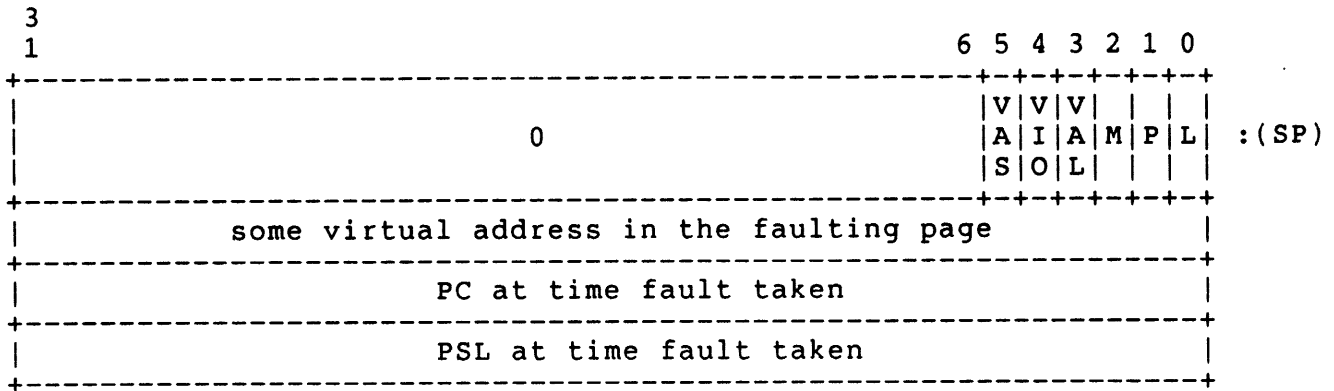 3
1                                                   6 5 4 3 2 1 0
+---------------------------------------------------+-+-+-+-+-+-+
|                                                   |V|V|V| | | |
|                         0                         |A|I|A|M|P|L| :(SP)
|                                                   |S|O|L| | | |
+---------------------------------------------------+-+-+-+-+-+-+
|          some virtual address in the faulting page            |
+---------------------------------------------------------------+
|                    PC at time fault taken                     |
+---------------------------------------------------------------+
|                    PSL at time fault taken                    |
+---------------------------------------------------------------+